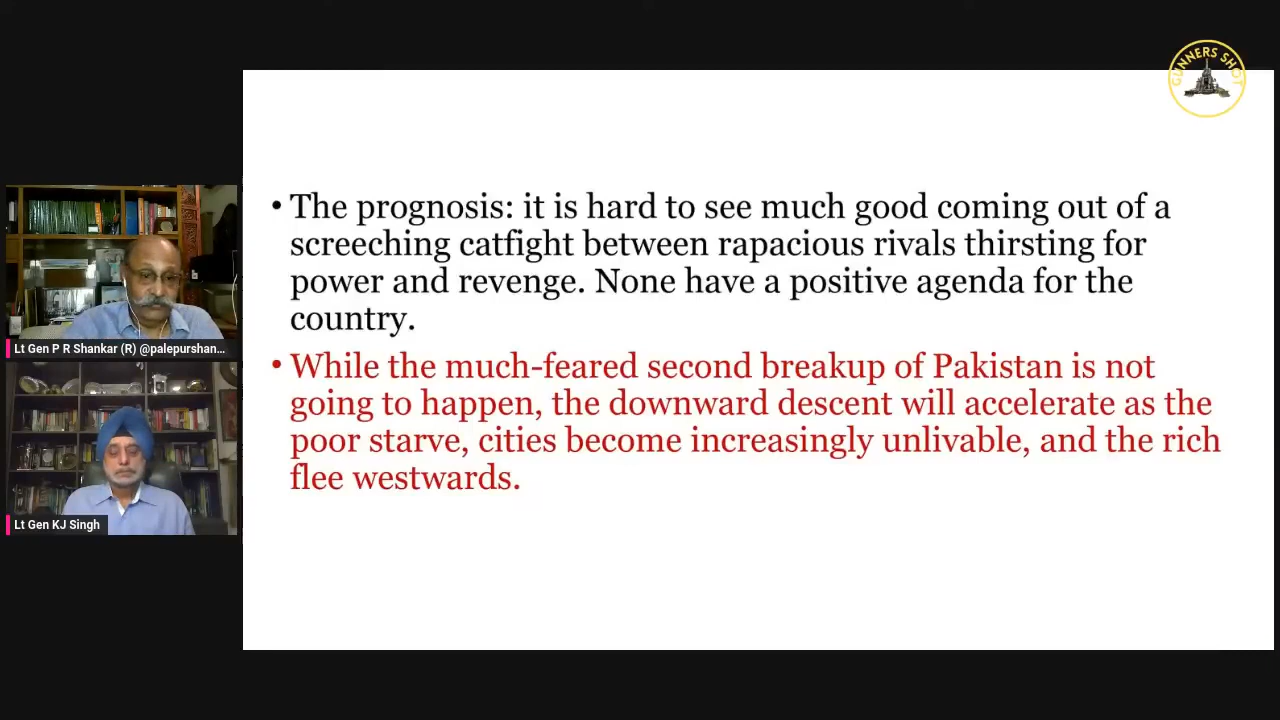 GUNNERS SHOT
• The prognosis: it is hard to see much good coming out of a
screeching catfight between rapacious rivals thirsting for
power and revenge. None have a positive agenda for the
country.
• While the much-feared second breakup of Pakistan is not
going to happen, the downward descent will accelerate as the
poor starve, cities become increasingly unlivable, and the rich
flee westwards.
Lt Gen P R Shankar (R) @palepurshan...
Lt Gen KJ Singh